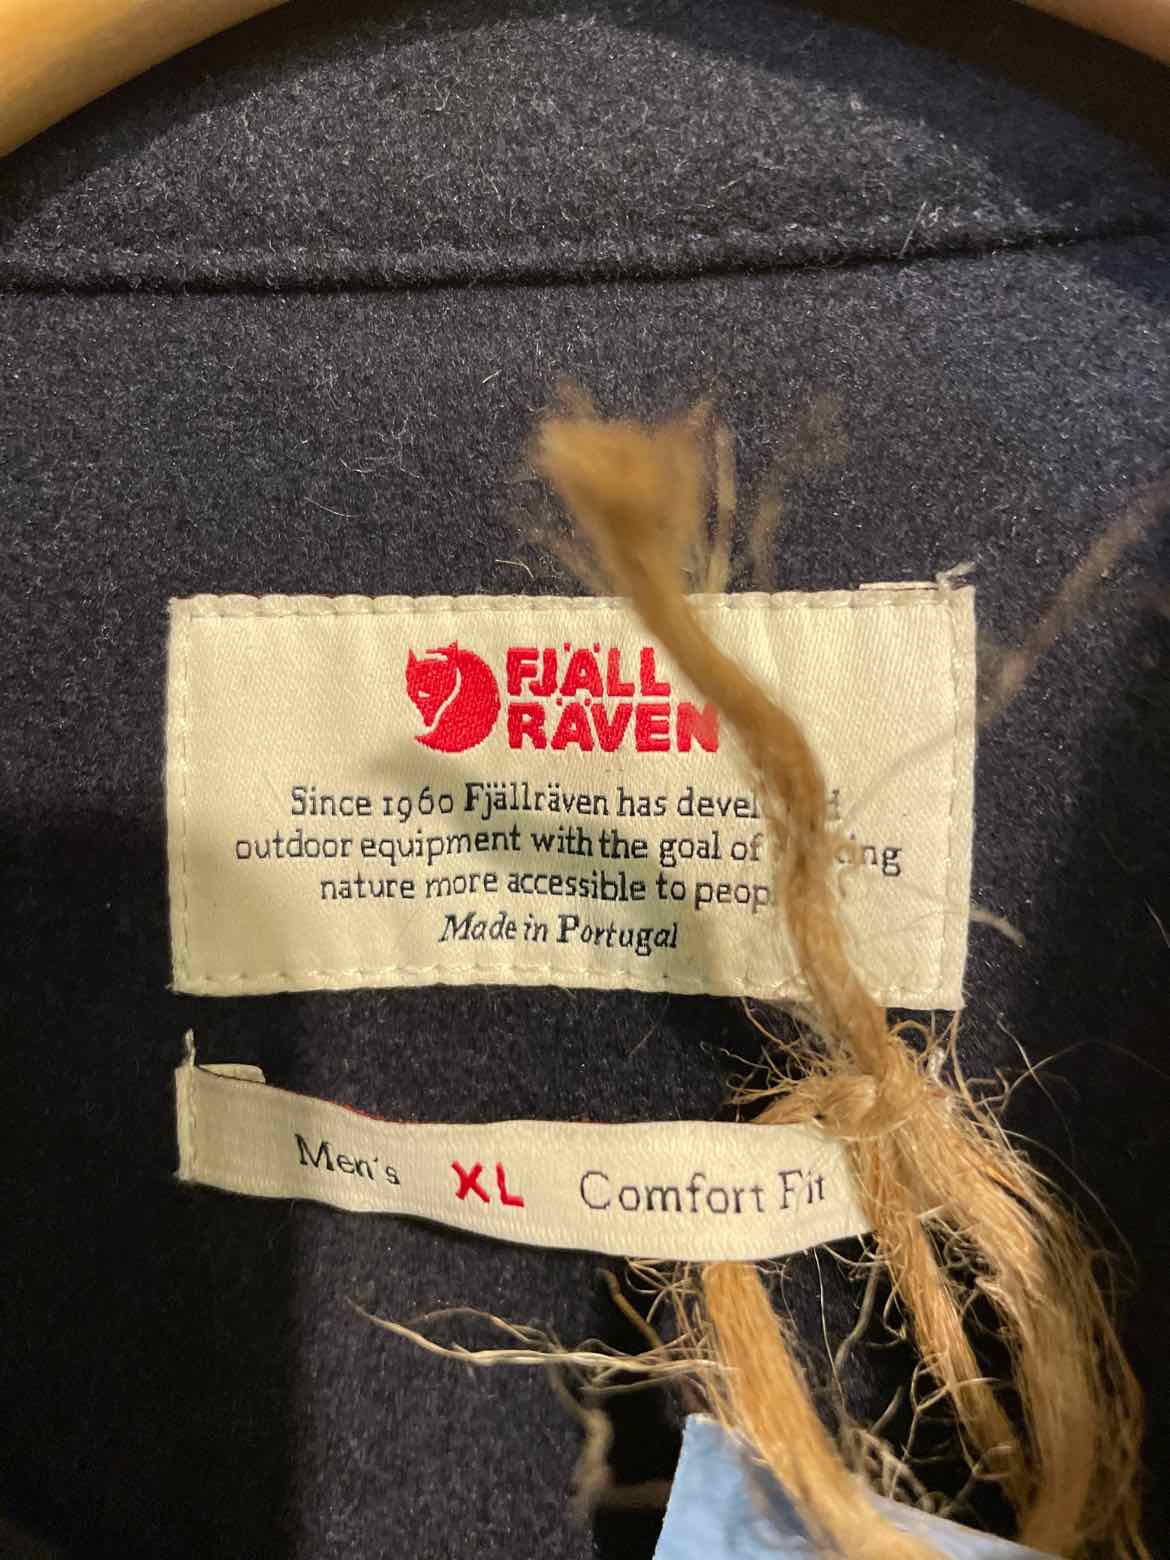 FJÄLL
RÄVEN
Since 1960 Fjällräven has
outdoor equipment with the goal of
nature more accessible to
Made in Portugal
Men's XL Comfort Fit